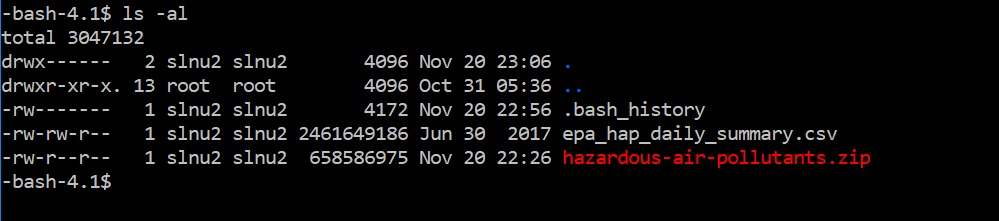 -bash-4.1$ ls -al
total 3047132
drwx------   2 slnu2 slnu2       4096 Nov 20 23:06 .
drwxr-xr-x. 13 root  root        4096 Oct 31 05:36 ..
-rw-------   1 slnu2 slnu2       4172 Nov 20 22:56 .bash_history
-rw-rw-r--   1 slnu2 slnu2 2461649186 Jun 30  2017 epa_hap_daily_summary.csv
-rw-r--r--   1 slnu2 slnu2  658586975 Nov 20 22:26 hazardous-air-pollutants.zip
-bash-4.1$